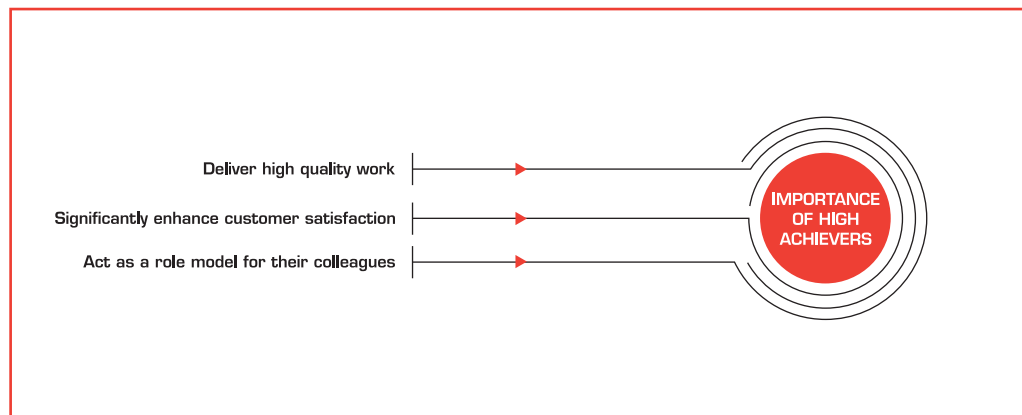 Deliver high quality work
Significantly enhance customer satisfaction
Act as a role model for their colleagues
IMPORTANCE
OF HIGH
ACHIEVERS